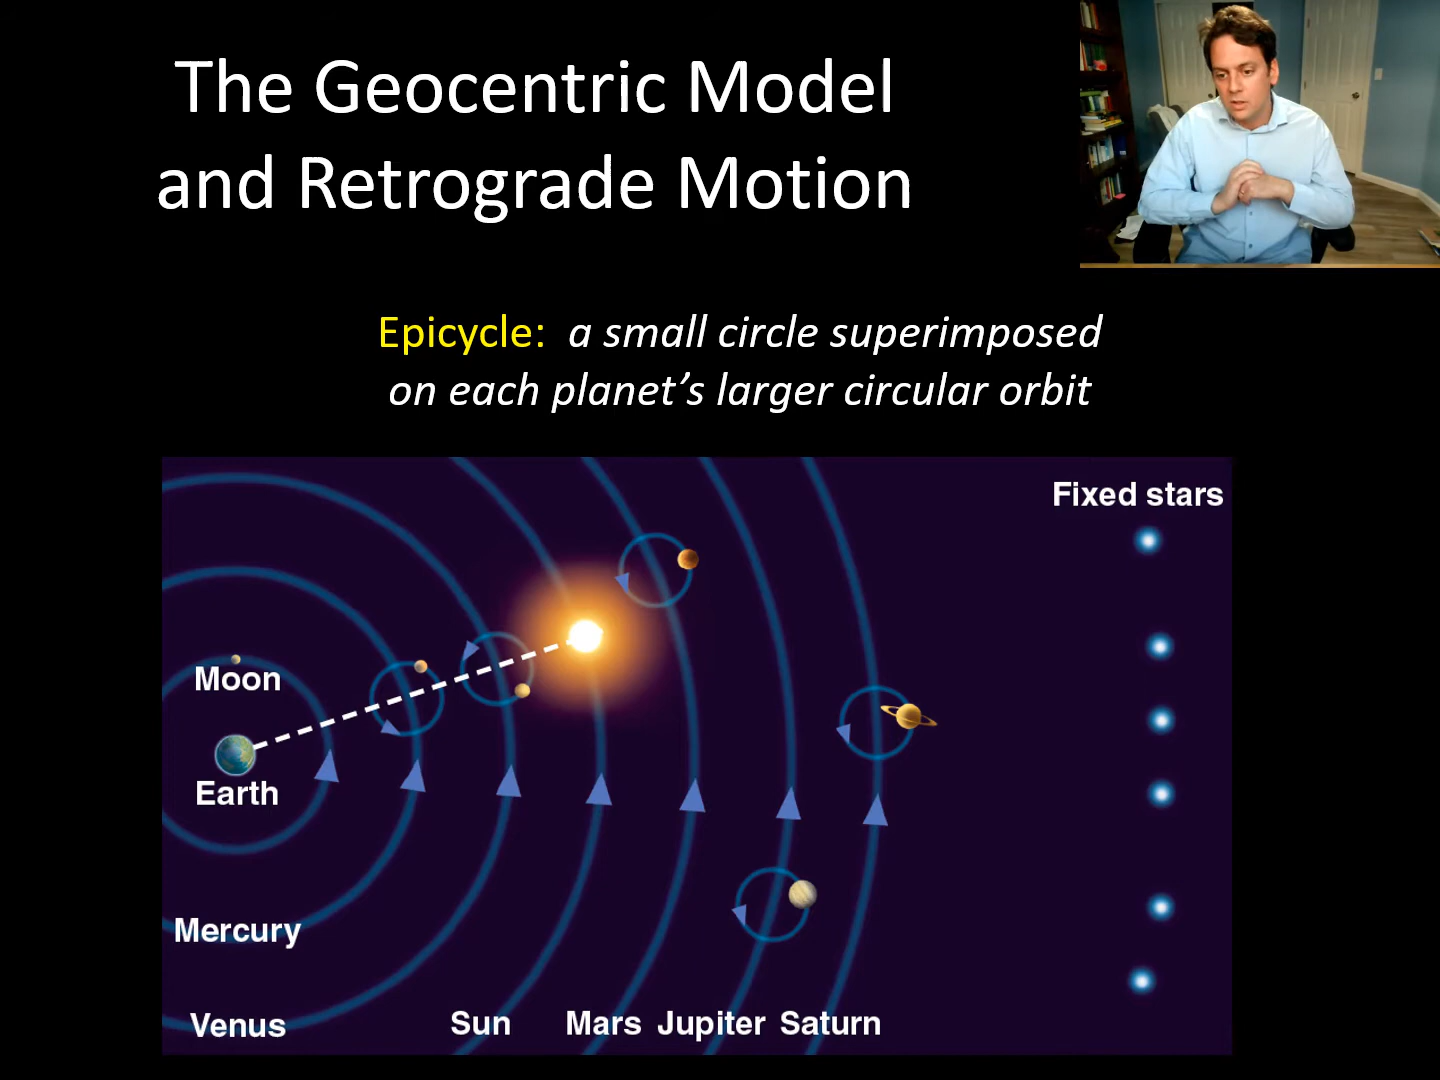 The Geocentric Model
and Retrograde Motion
Epicycle: a small circle superimposed
on each planet's larger circular orbit
Fixed stars
Moon
Earth
Mercury
Venus
Sun
Mars
Jupiter
Saturn